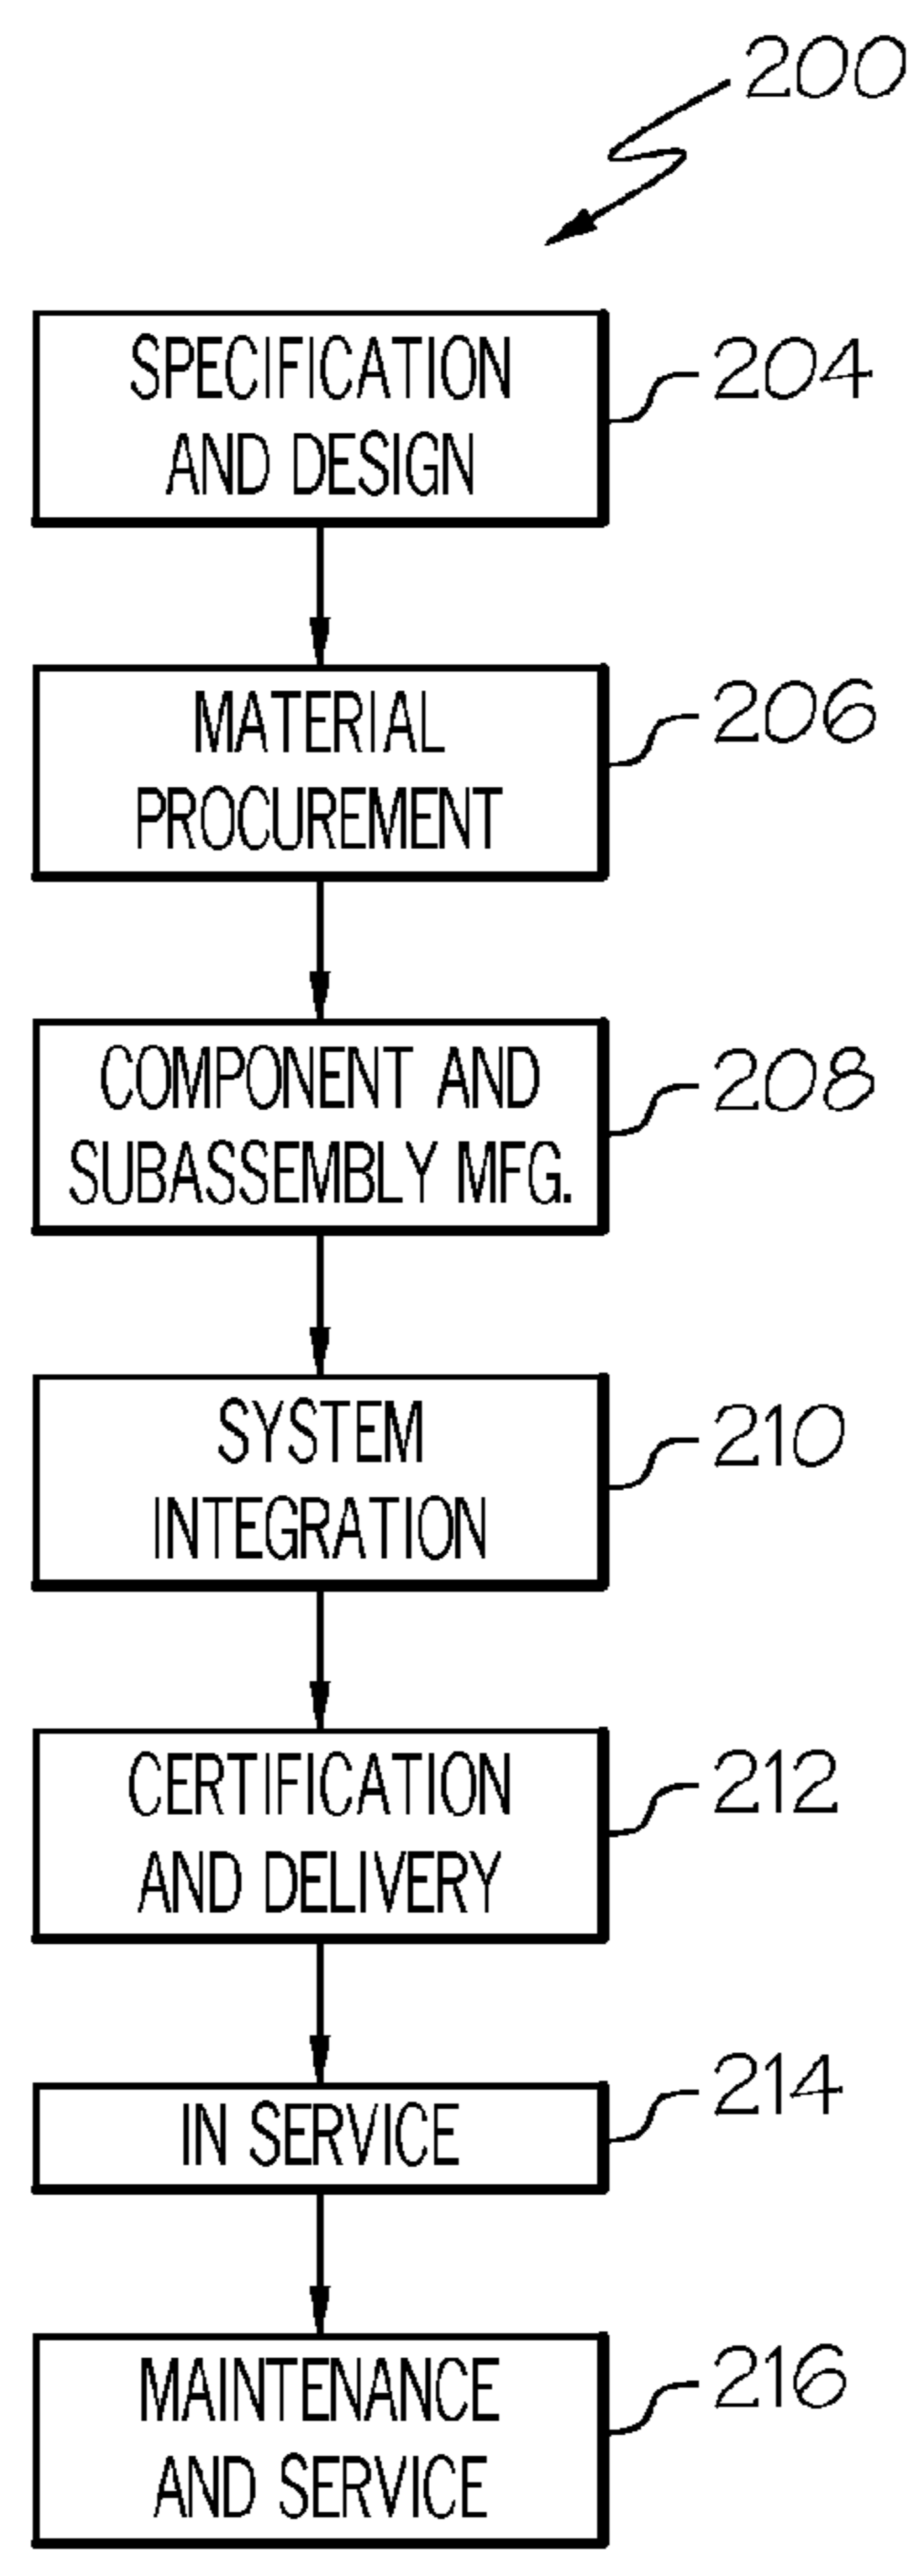 200
SPECIFICATION
AND DESIGN
204
MATERIAL
PROCUREMENT
206
COMPONENT AND
SUBASSEMBLY MFG.
208
SYSTEM
INTEGRATION
210
CERTIFICATION
AND DELIVERY
212
IN SERVICE
214
MAINTENANCE
AND SERVICE
216